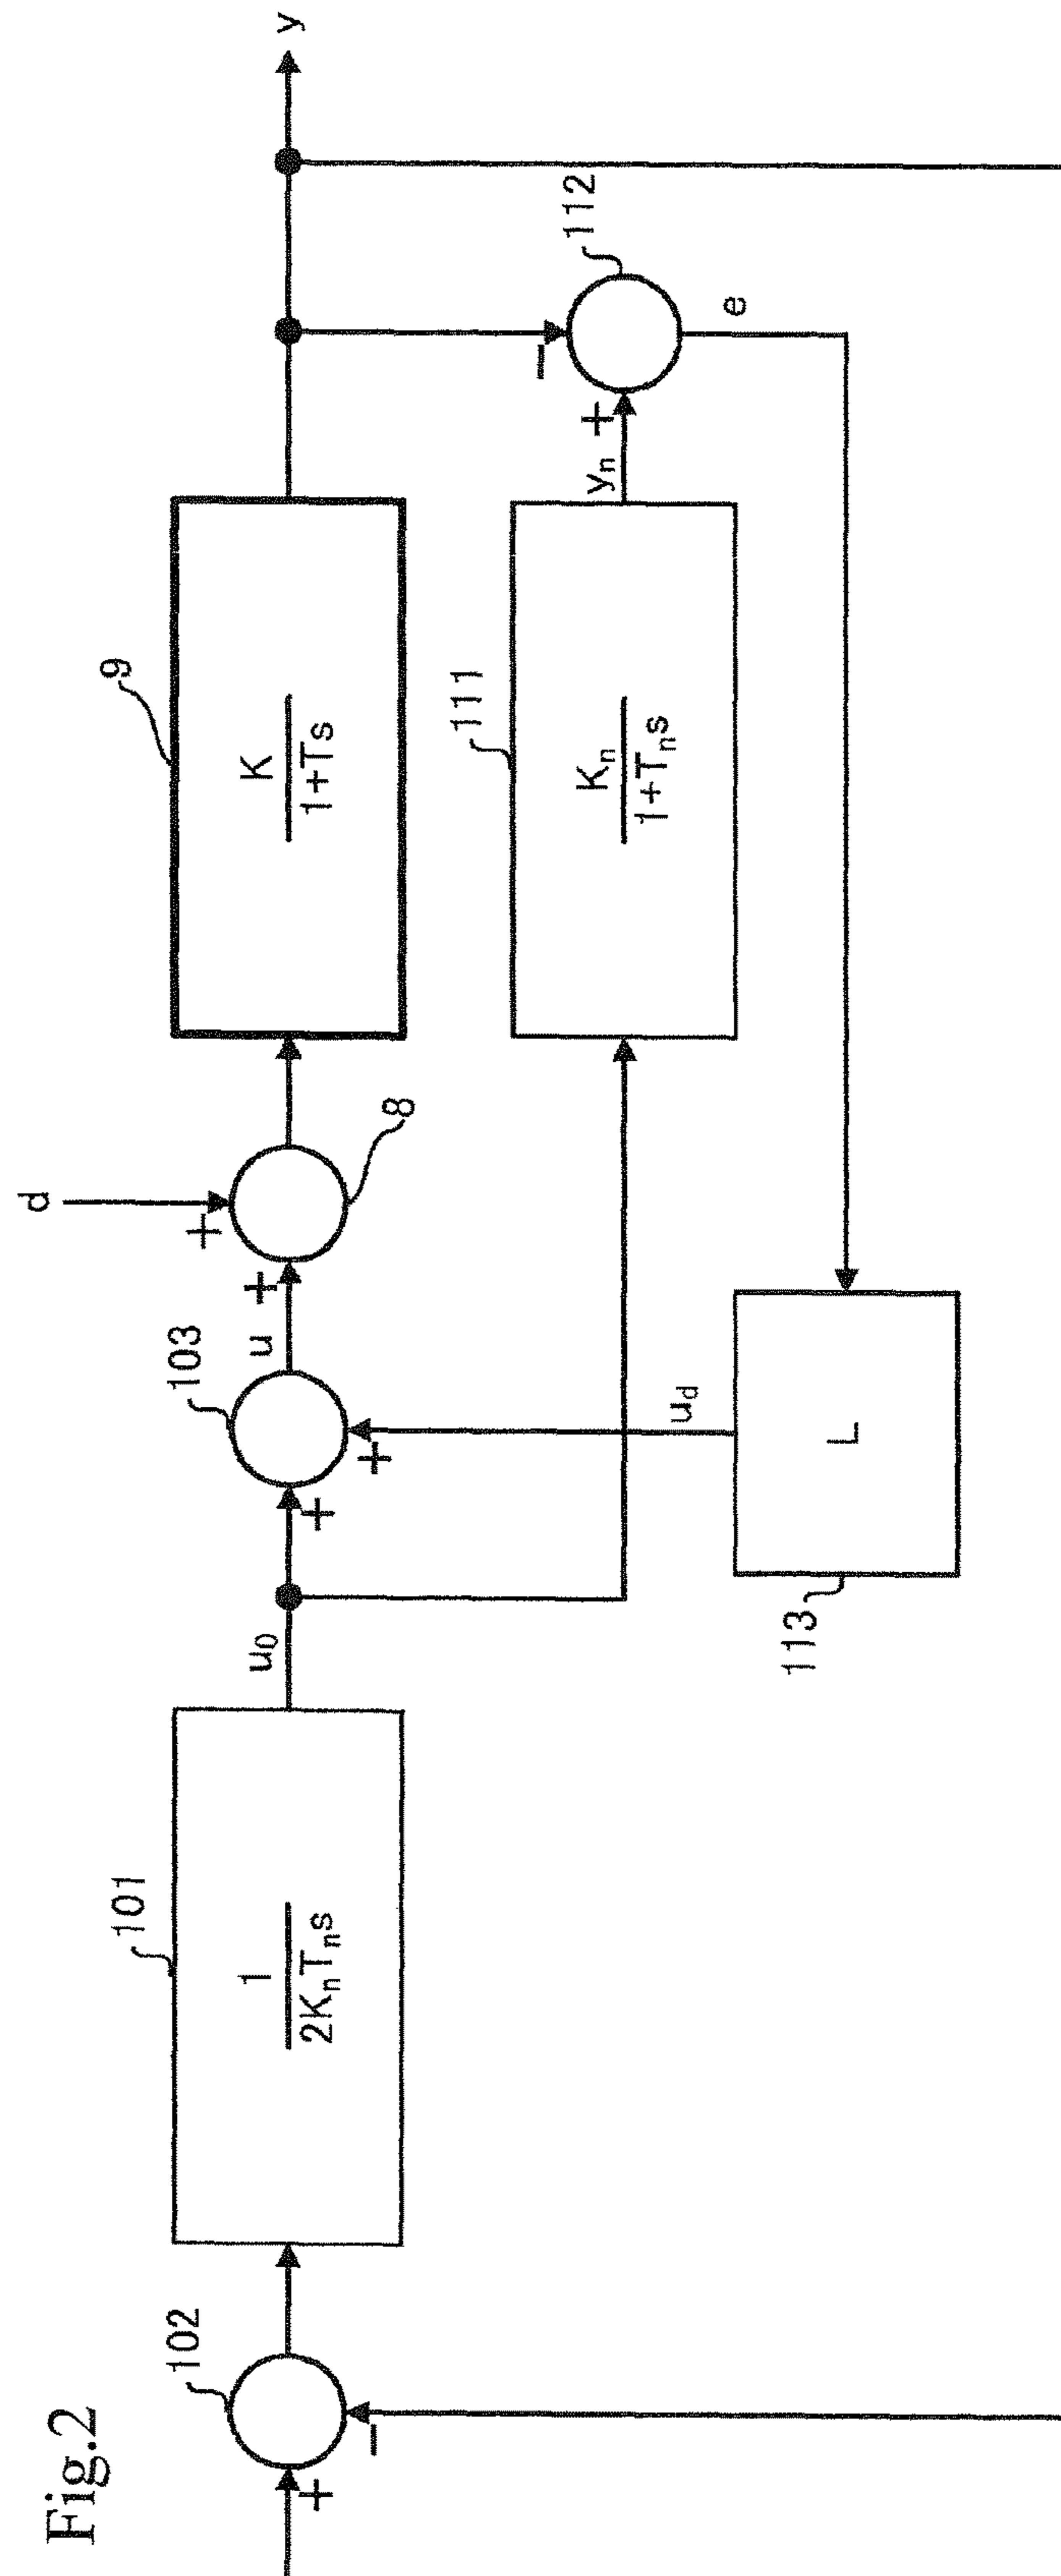 Fig.2
102
+
−
101
1
2KnTns
u0
103
+
+
u
+
d
+
8
9
K
1+Ts
y
111
Kn
1+Tns
yn
+
−
112
e
ud
L
113